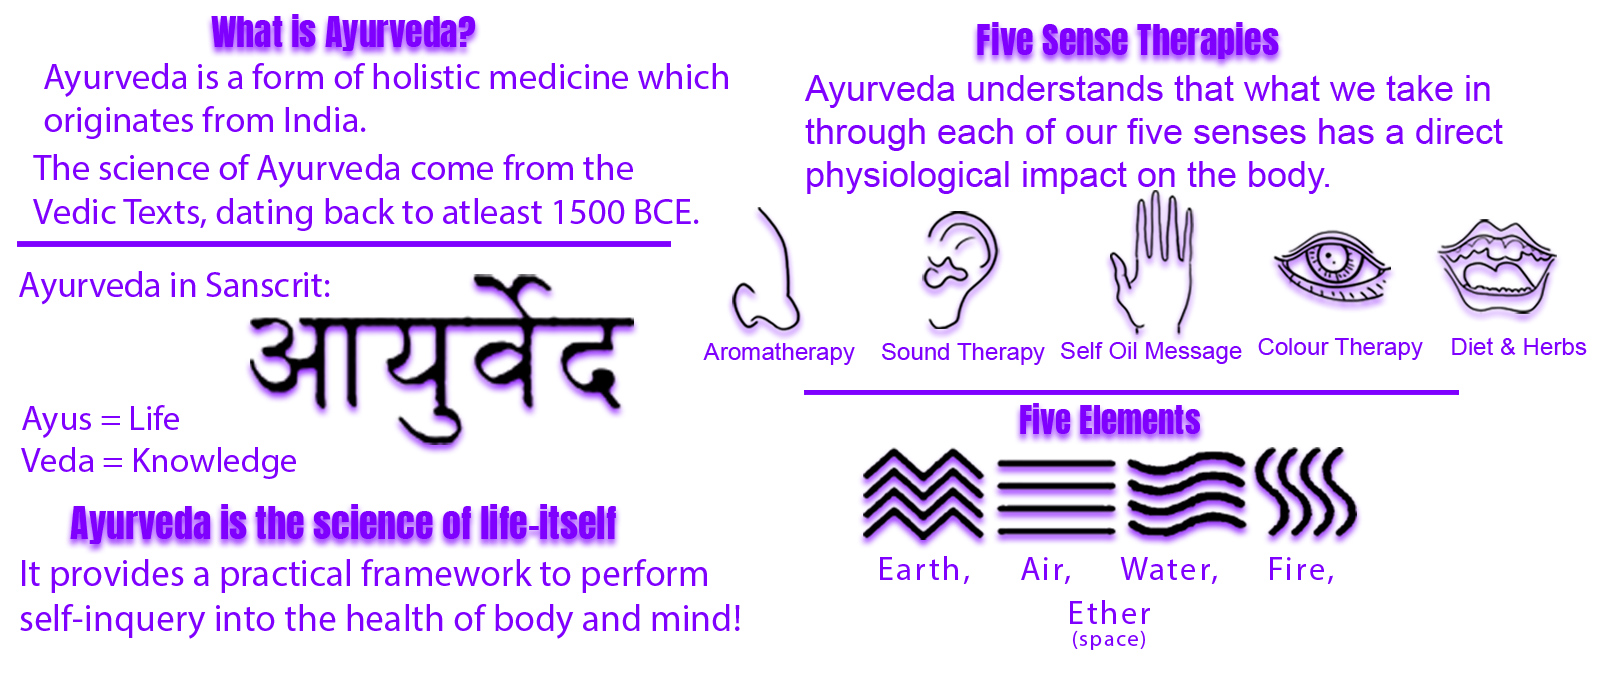 What is Ayurveda?
Ayurveda is a form of holistic medicine which
originates from India.
The science of Ayurveda come from the
Vedic Texts, dating back to atleast 1500 BCE.
Ayurveda in Sanscrit:
आयुर्वेद
Ayus = Life
Veda = Knowledge
Ayurveda is the science of life-itself
It provides a practical framework to perform
self-inquery into the health of body and mind!
Five Sense Therapies
Ayurveda understands that what we take in
through each of our five senses has a direct
physiological impact on the body.
Aromatherapy
Sound Therapy
Self Oil Message
Colour Therapy
Diet & Herbs
Five Elements
Earth, Air, Water, Fire,
Ether
(space)